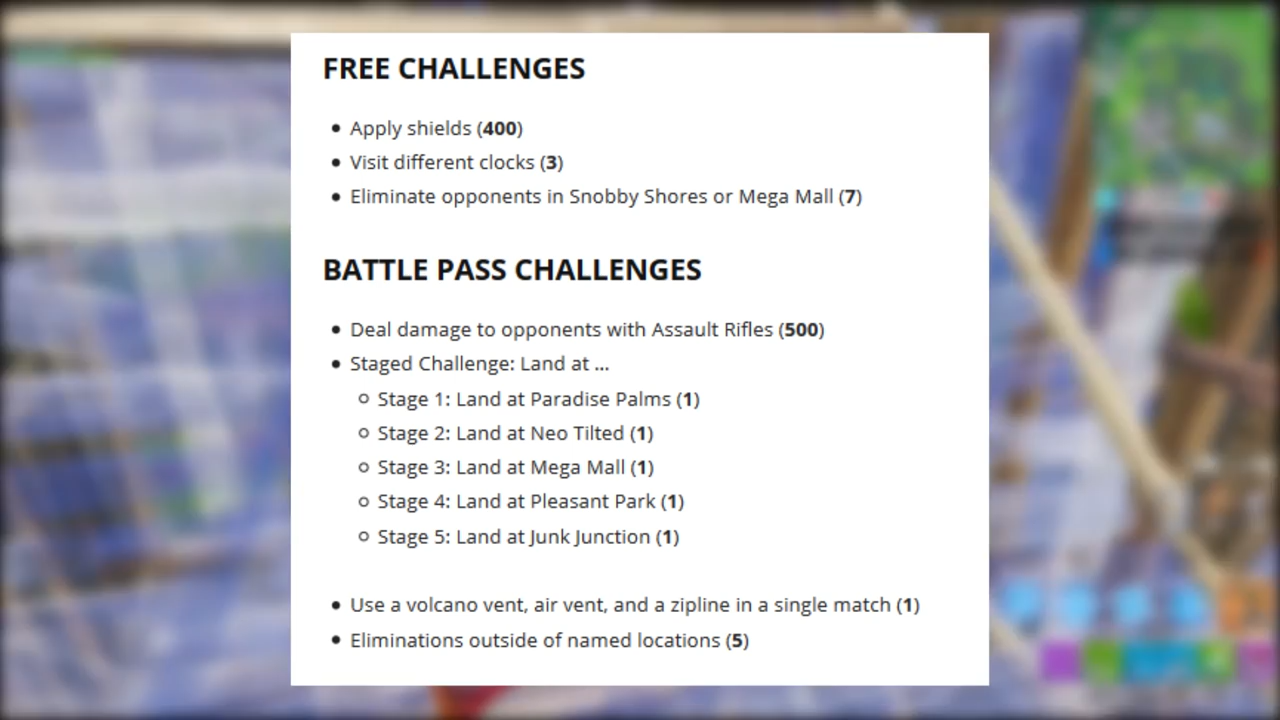 FREE CHALLENGES
• Apply shields (400)
• Visit different clocks (3)
• Eliminate opponents in Snobby Shores or Mega Mall (7)
BATTLE PASS CHALLENGES
• Deal damage to opponents with Assault Rifles (500)
• Staged Challenge: Land at ...
○ Stage 1: Land at Paradise Palms (1)
○ Stage 2: Land at Neo Tilted (1)
○ Stage 3: Land at Mega Mall (1)
○ Stage 4: Land at Pleasant Park (1)
○ Stage 5: Land at Junk Junction (1)
• Use a volcano vent, air vent, and a zipline in a single match (1)
• Eliminations outside of named locations (5)